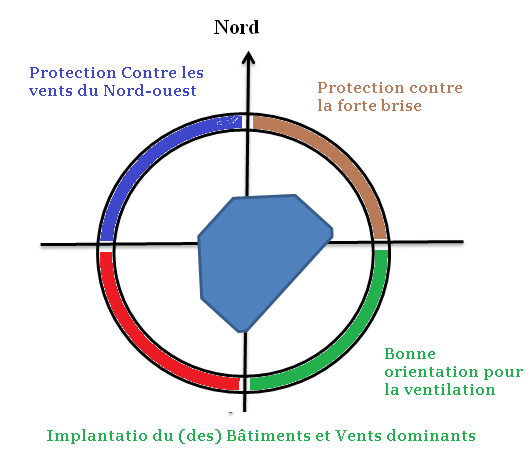 Nord
Protection Contre les
vents du Nord-ouest
Protection contre
la forte brise
Bonne
orientation pour
la ventilation
Implantatio du (des) Bâtiments et Vents dominants